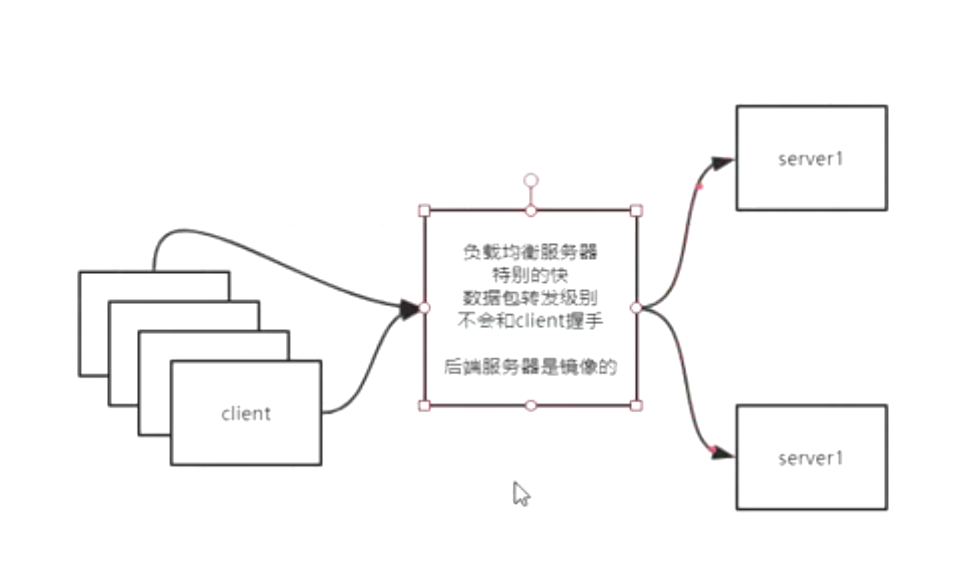 server1
负载均衡服务器
特别的快
数据包转发级别
不会和client握手
后端服务器是镜像的
client
server1